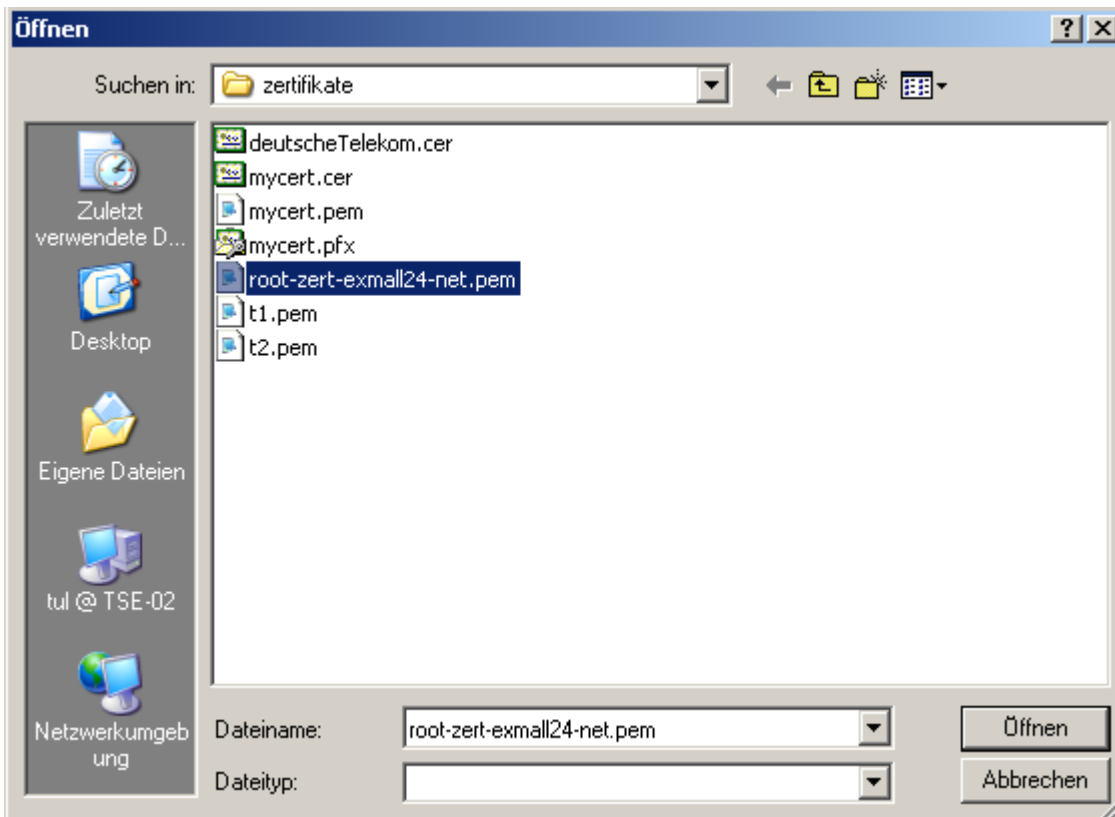 Öffnen
Suchen in:
zertifikate
Zuletzt
verwendete D...
Desktop
Eigene Dateien
tul @ TSE-02
Netzwerkumgeb
ung
deutscheTelekom.cer
mycert.cer
mycert.pem
mycert.pfx
root-zert-exmall24-net.pem
t1.pem
t2.pem
Dateiname:
root-zert-exmall24-net.pem
Öffnen
Dateityp:
Abbrechen